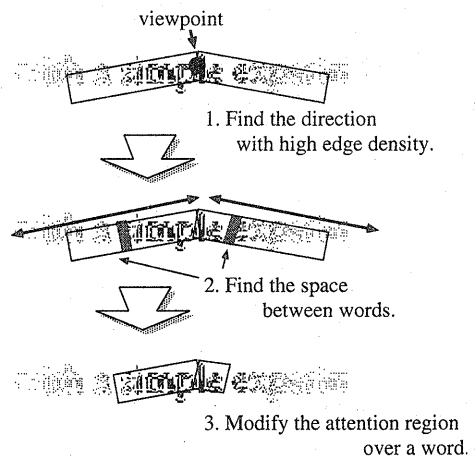 viewpoint
1. Find the direction
with high edge density.
2. Find the space
between words.
3. Modify the attention region
over a word.